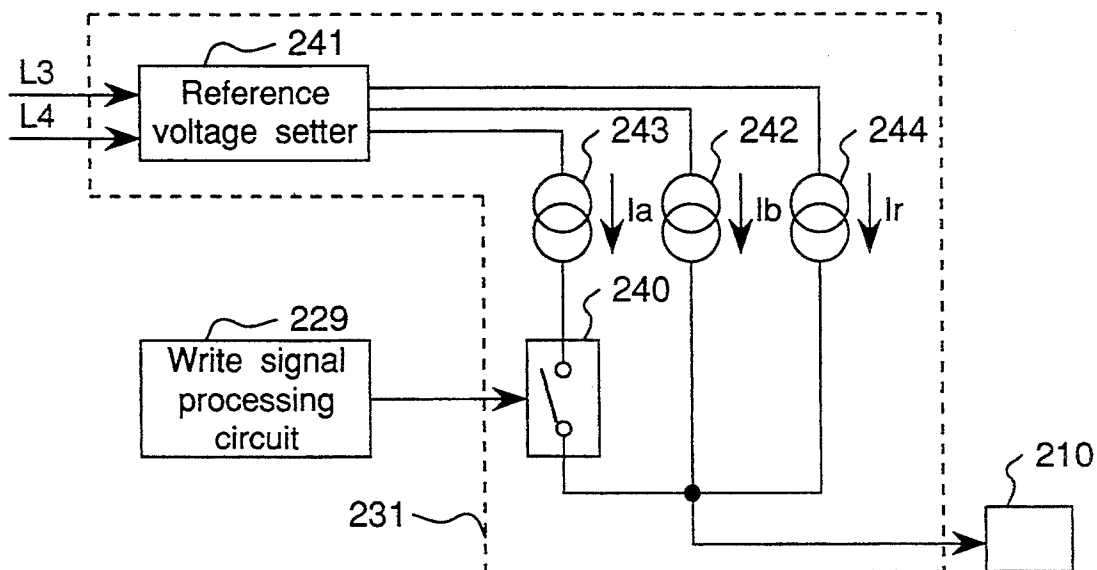 241
L3
L4
Reference
voltage setter
243
242
244
Ia
Ib
Ir
229
240
Write signal
processing
circuit
231
210